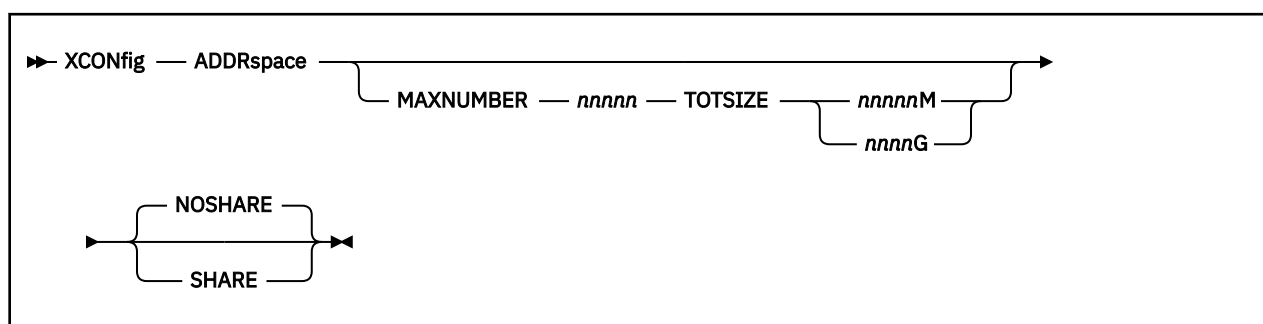 XCONfig ADDRspace
MAXNUMBER nnnnn TOTSIZE nnnnnM
nnnnG
NOSHARE
SHARE